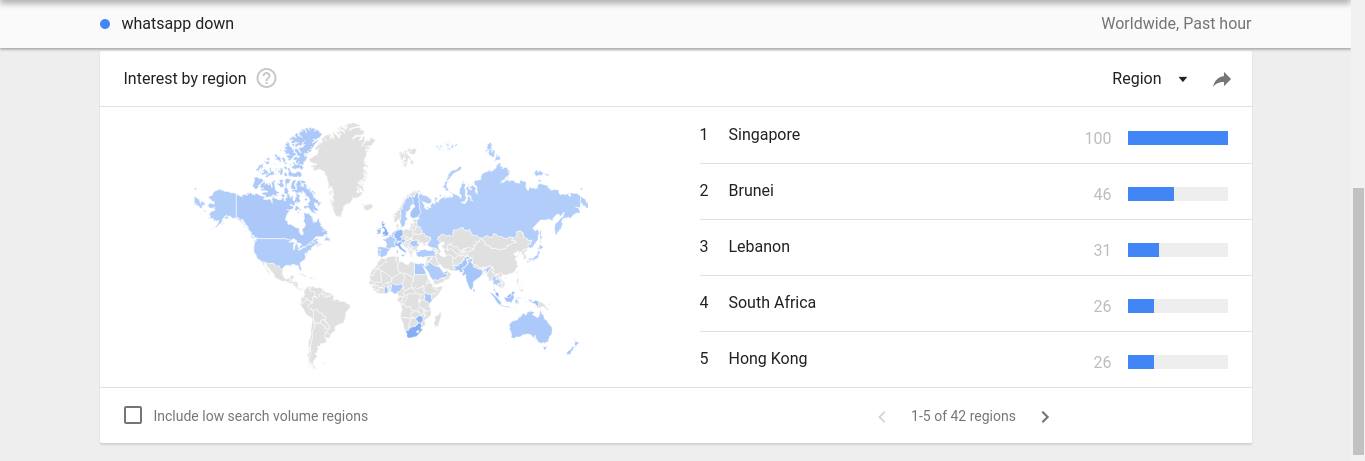 whatsapp down
Worldwide, Past hour
Interest by region ?
Region
1 Singapore 100
2 Brunei 46
3 Lebanon 31
4 South Africa 26
5 Hong Kong 26
Include low search volume regions
1-5 of 42 regions